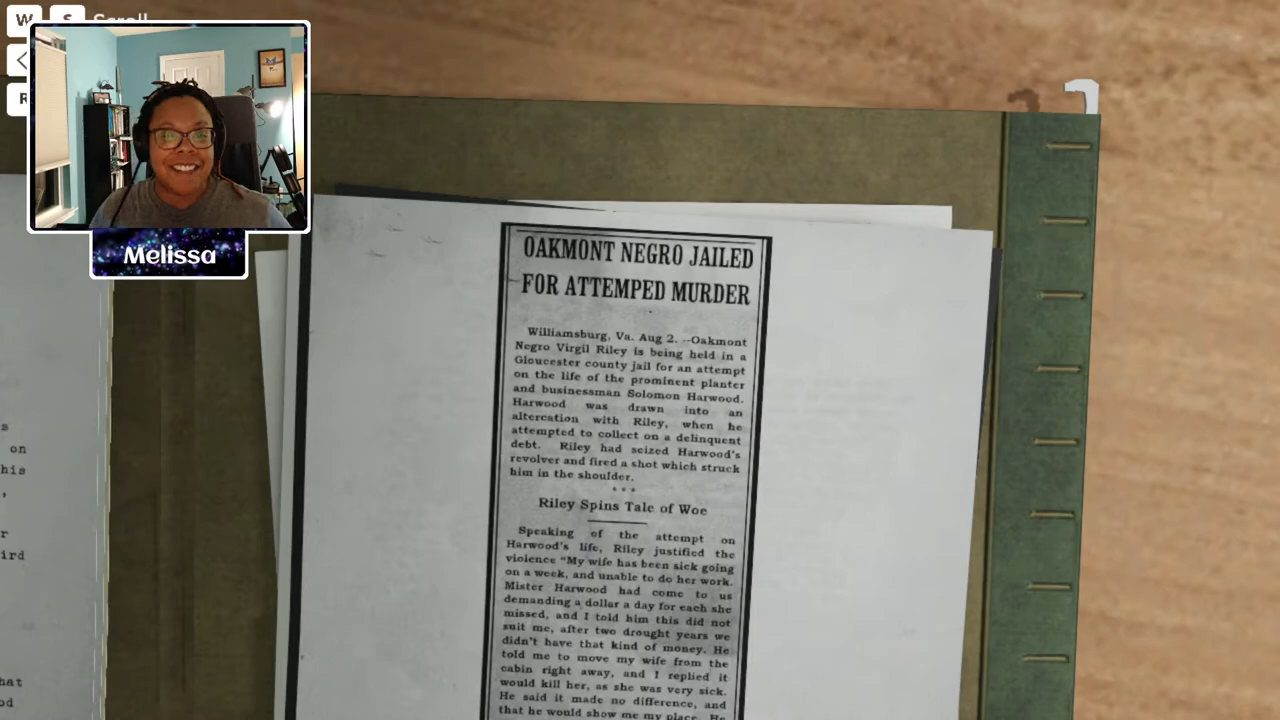 W S Scroll
R
Melissa
OAKMONT NEGRO JAILED
FOR ATTEMPED MURDER
Williamsburg, Va. Aug 2. --Oakmont
Negro Virgil Riley is being held in a
Gloucester county jail for an attempt
on the life of the prominent planter
and businessman Solomon Harwood.
Harwood was drawn into an
altercation with Riley, when he
attempted to collect on a delinquent
debt. Riley had seized Harwood's
revolver and fired a shot which struck
him in the shoulder.
* * *
Riley Spins Tale of Woe
Speaking of the attempt on
Harwood's life, Riley justified the
violence "My wife has been sick going
on a week, and unable to do her work.
Mister Harwood had come to us
demanding a dollar a day for each she
missed, and I told him this did not
suit me, after two drought years we
didn't have that kind of money. He
told me to move my wife from the
cabin right away, and I replied it
would kill her, as she was very sick.
He said it made no difference, and
that he would show me my place. He
s
on
his
,
r
ird
hat
od